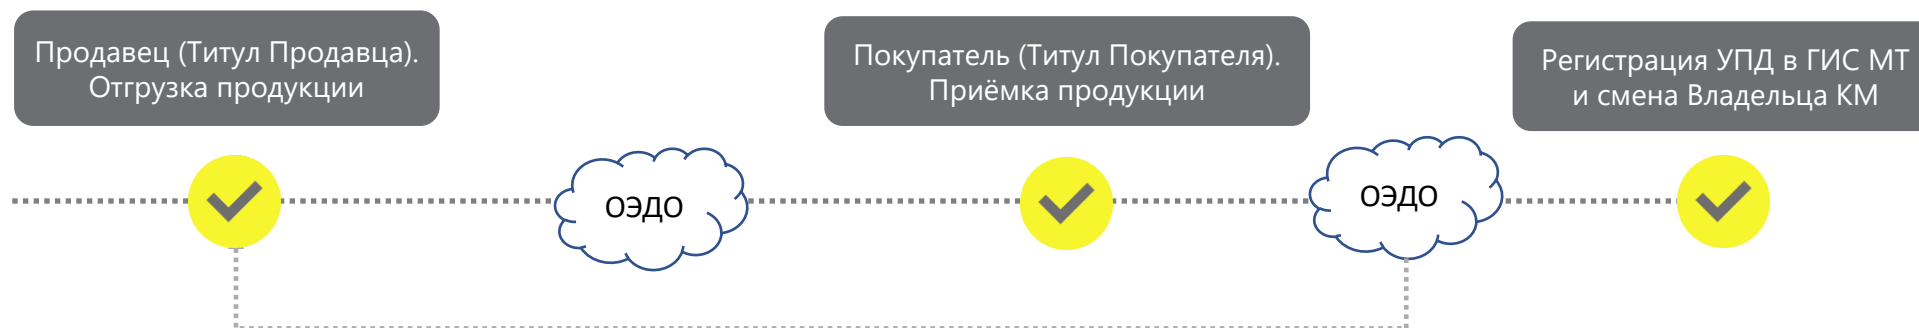 Продавец (Титул Продавца).
Отгрузка продукции
Покупатель (Титул Покупателя).
Приёмка продукции
Регистрация УПД в ГИС МТ
и смена Владельца КМ
ОЭДО
ОЭДО